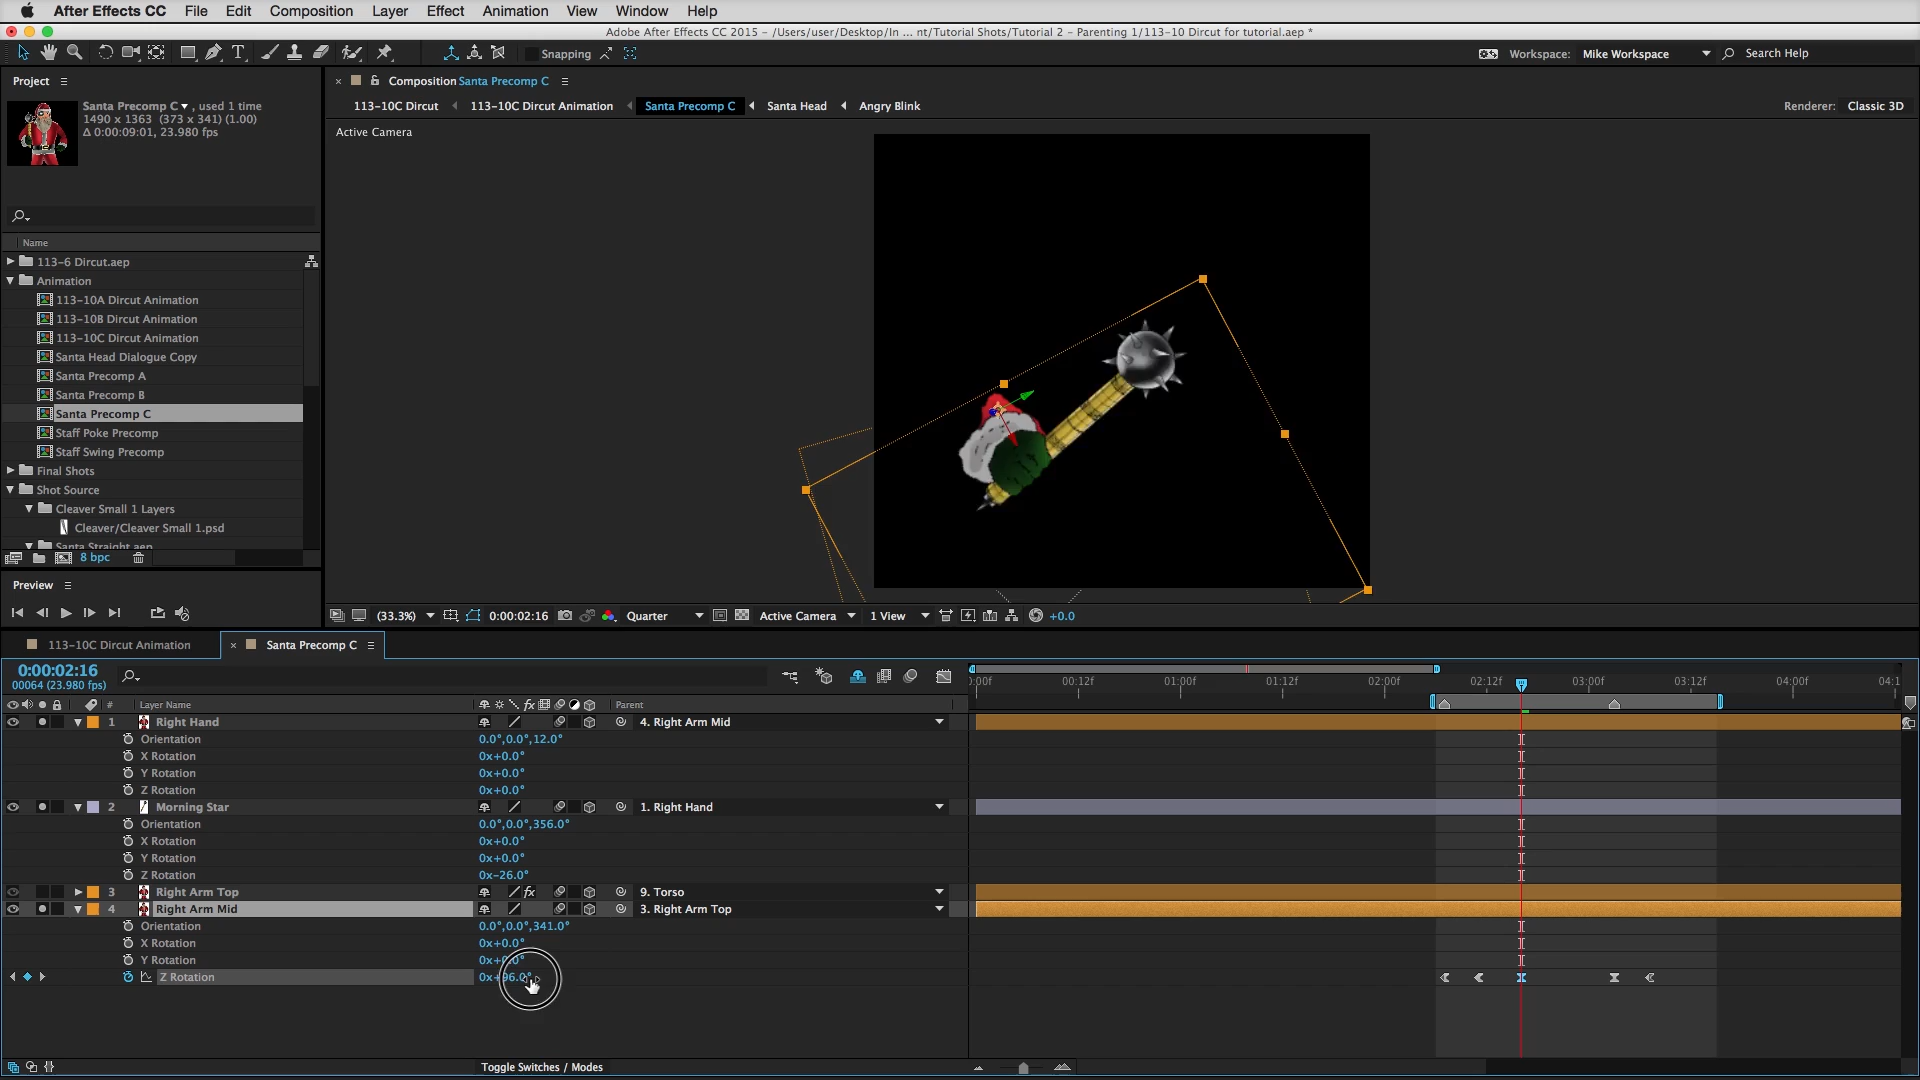 After Effects CC File Edit Composition Layer Effect Animation View Window Help
Adobe After Effects CC 2015 - /Users/user/Desktop/In ... nt/Tutorial Shots/Tutorial 2 - Parenting 1/113-10 Dircut for tutorial.aep *
Snapping Workspace: Mike Workspace Search Help
Project Composition Santa Precomp C
Santa Precomp C , used 1 time
1490 x 1363 (373 x 341) (1.00)
Δ 0:00:09:01, 23.980 fps
113-10C Dircut 113-10C Dircut Animation Santa Precomp C Santa Head Angry Blink Renderer: Classic 3D
Active Camera
Name
113-6 Dircut.aep
Animation
113-10A Dircut Animation
113-10B Dircut Animation
113-10C Dircut Animation
Santa Head Dialogue Copy
Santa Precomp A
Santa Precomp B
Santa Precomp C
Staff Poke Precomp
Staff Swing Precomp
Final Shots
Shot Source
Cleaver Small 1 Layers
Cleaver/Cleaver Small 1.psd
Santa Straight.aep
8 bpc
Preview
(33.3%) 0:00:02:16 Quarter Active Camera 1 View +0.0
113-10C Dircut Animation Santa Precomp C
0:00:02:16
00064 (23.980 fps)
):00f 00:12f 01:00f 01:12f 02:00f 02:12f 03:00f 03:12f 04:00f 04:1
# Layer Name fx Parent
1 Right Hand 4. Right Arm Mid
Orientation 0.0°,0.0°,12.0°
X Rotation 0x+0.0°
Y Rotation 0x+0.0°
Z Rotation 0x+0.0°
2 Morning Star 1. Right Hand
Orientation 0.0°,0.0°,356.0°
X Rotation 0x+0.0°
Y Rotation 0x+0.0°
Z Rotation 0x-26.0°
3 Right Arm Top fx 9. Torso
4 Right Arm Mid 3. Right Arm Top
Orientation 0.0°,0.0°,341.0°
X Rotation 0x+0.0°
Y Rotation 0x+0.0°
Z Rotation 0x+96.0°
Toggle Switches / Modes